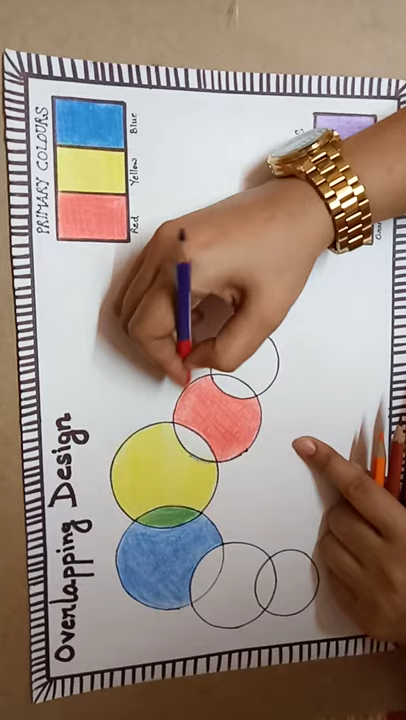 Overlapping Design
PRIMARY COLOURS
Red
Yellow
Blue